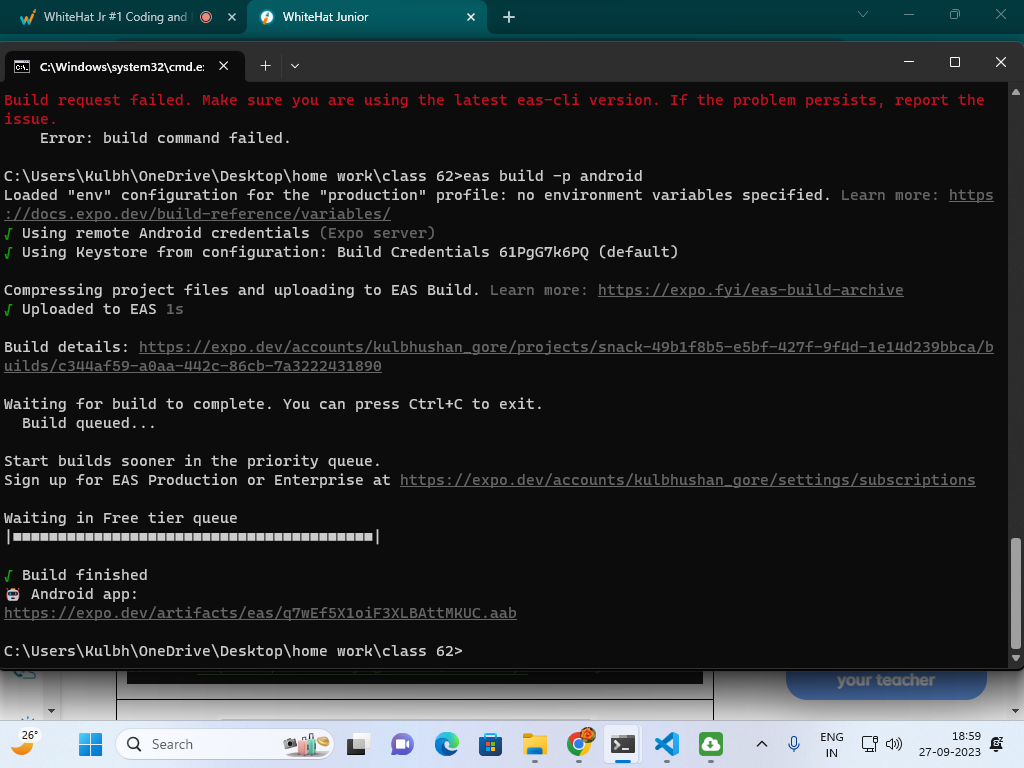 WhiteHat Jr #1 Coding and
WhiteHat Junior
C:\Windows\system32\cmd.e:
Build request failed. Make sure you are using the latest eas-cli version. If the problem persists, report the
issue.
Error: build command failed.
C:\Users\Kulbh\OneDrive\Desktop\home work\class 62>eas build -p android
Loaded "env" configuration for the "production" profile: no environment variables specified. Learn more: https
://docs.expo.dev/build-reference/variables/
√ Using remote Android credentials (Expo server)
√ Using Keystore from configuration: Build Credentials 61PgG7k6PQ (default)
Compressing project files and uploading to EAS Build. Learn more: https://expo.fyi/eas-build-archive
√ Uploaded to EAS 1s
Build details: https://expo.dev/accounts/kulbhushan_gore/projects/snack-49b1f8b5-e5bf-427f-9f4d-1e14d239bbca/b
uilds/c344af59-a0aa-442c-86cb-7a3222431890
Waiting for build to complete. You can press Ctrl+C to exit.
Build queued...
Start builds sooner in the priority queue.
Sign up for EAS Production or Enterprise at https://expo.dev/accounts/kulbhushan_gore/settings/subscriptions
Waiting in Free tier queue
√ Build finished
Android app:
https://expo.dev/artifacts/eas/q7wEf5X1oiF3XLBAttMKUC.aab
C:\Users\Kulbh\OneDrive\Desktop\home work\class 62>
your teacher
26°
Search
ENG
IN
18:59
27-09-2023